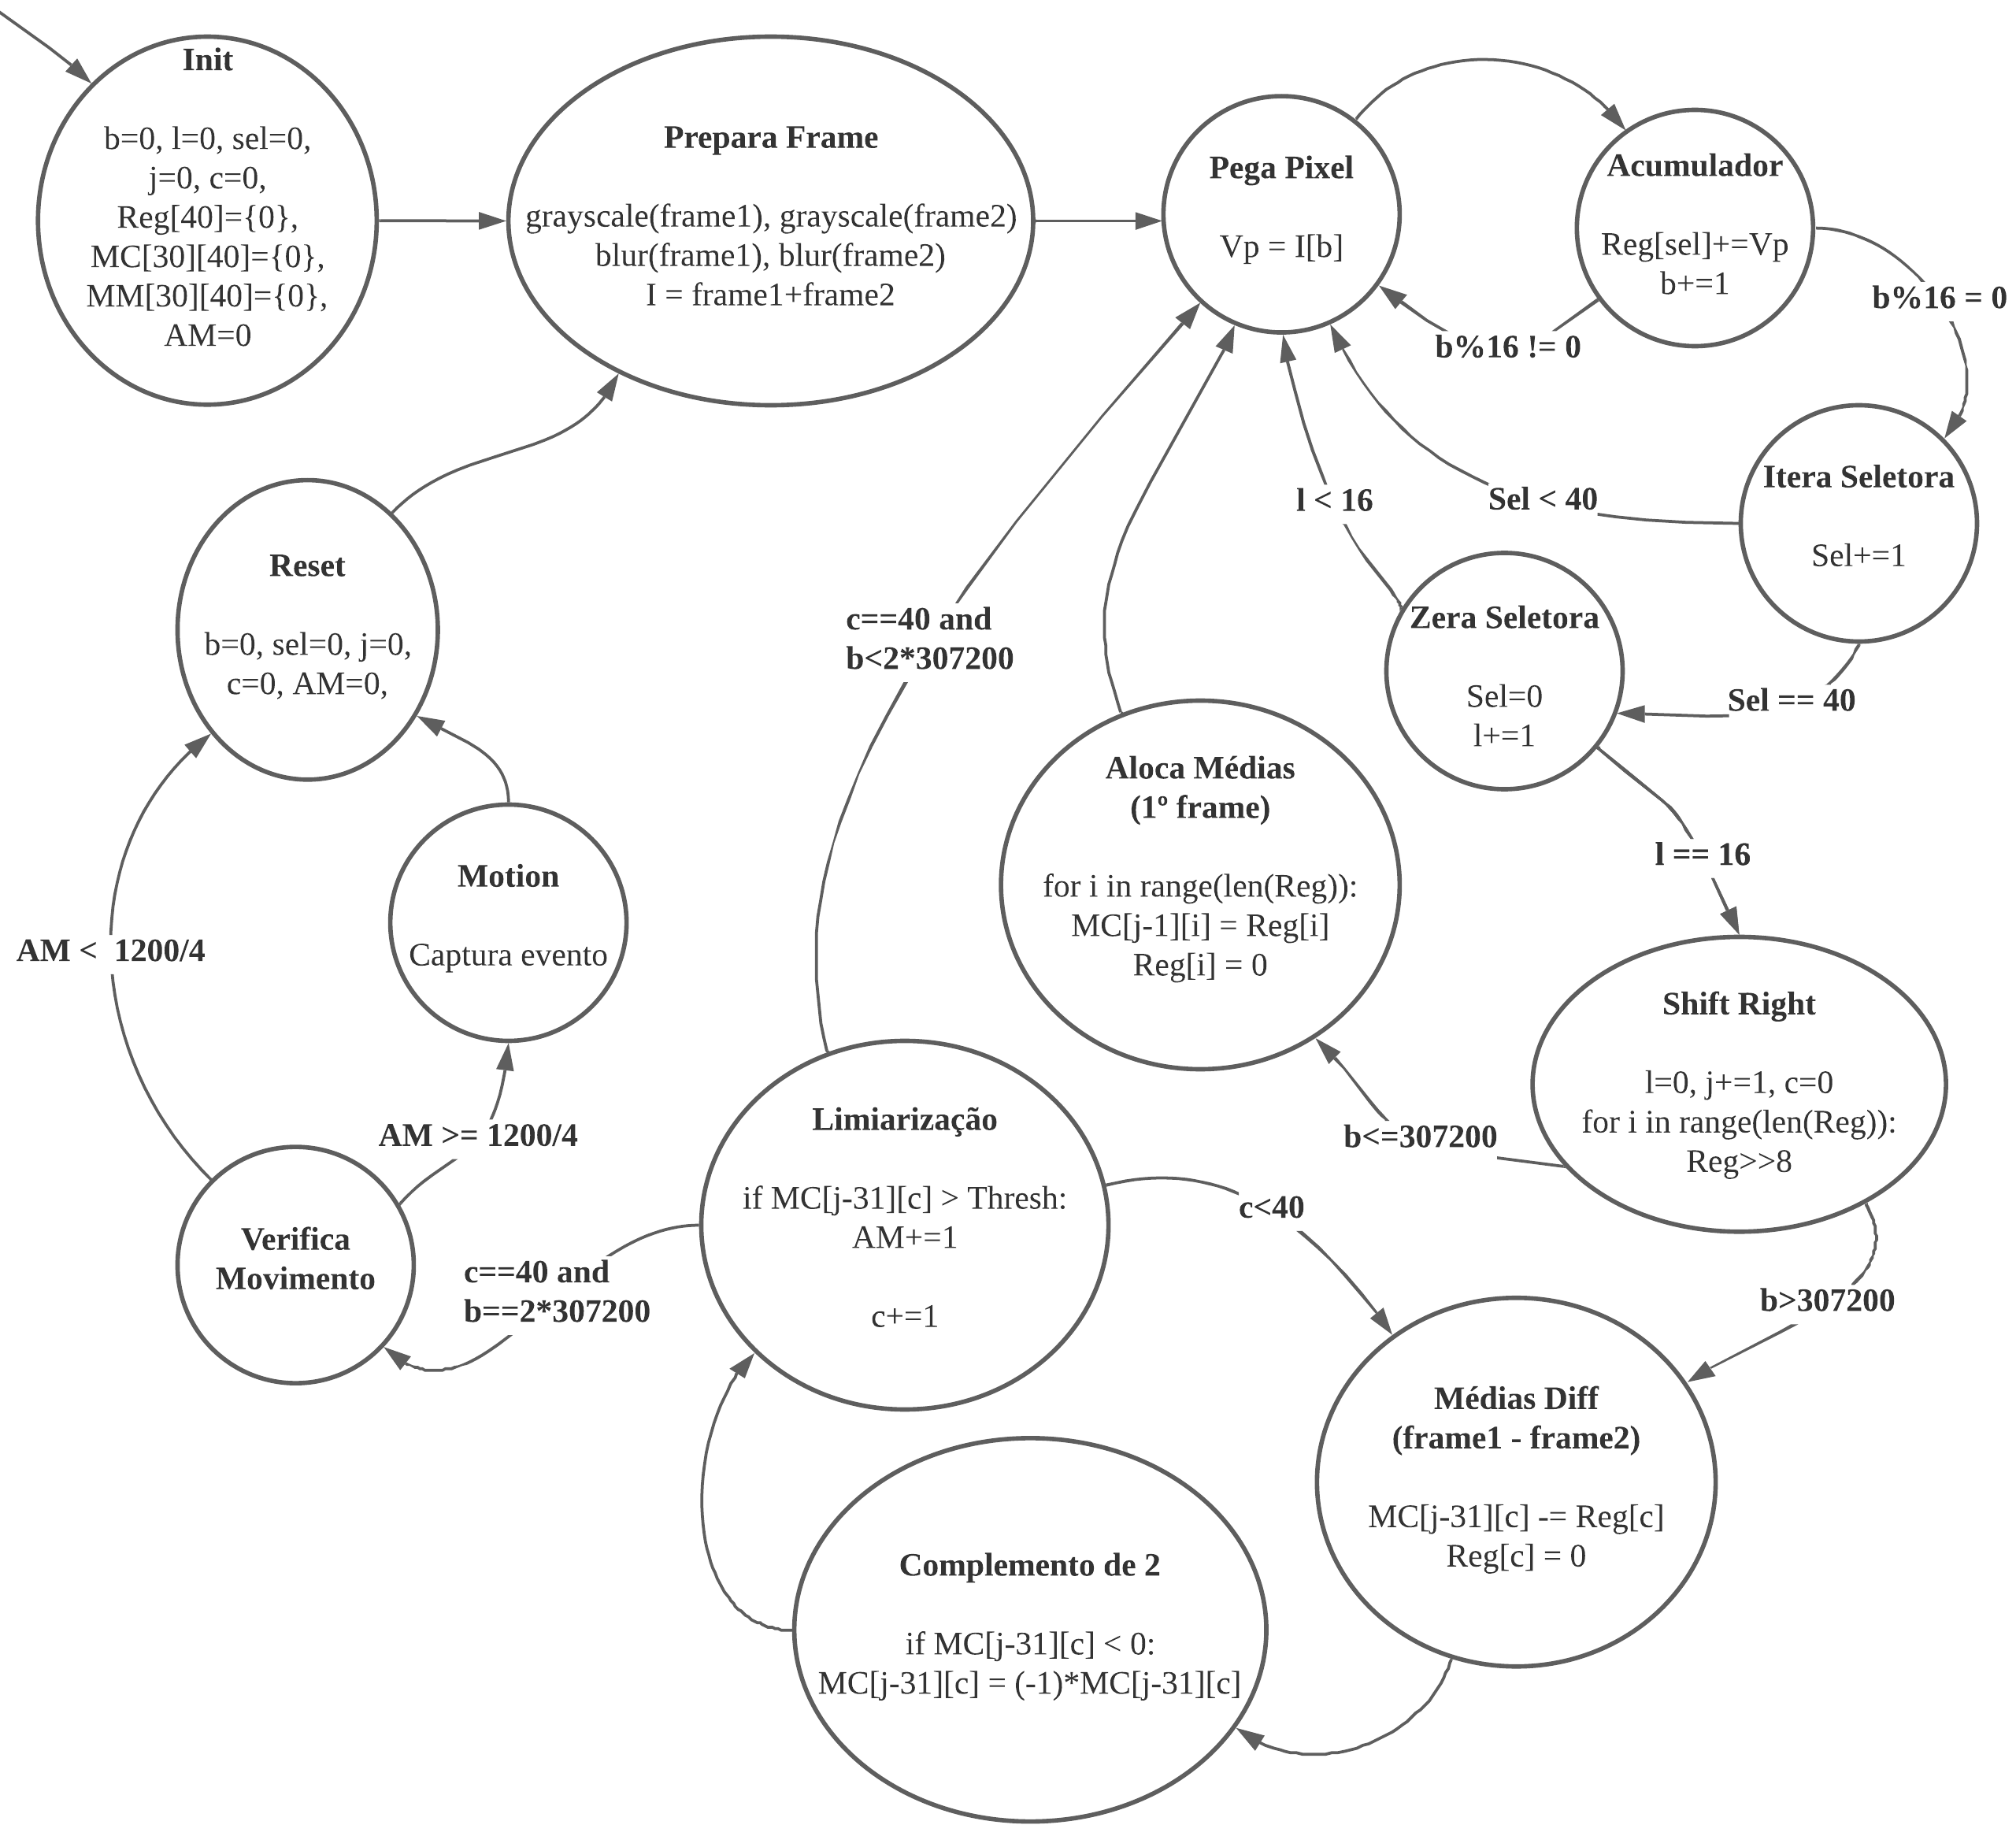 Init
b=0, l=0, sel=0,
j=0, c=0,
Reg[40]={0},
MC[30][40]={0},
MM[30][40]={0},
AM=0
Prepara Frame
grayscale(frame1), grayscale(frame2)
blur(frame1), blur(frame2)
I = frame1+frame2
Pega Pixel
Vp = I[b]
Acumulador
Reg[sel]+=Vp
b+=1
b%16 = 0
b%16 != 0
Itera Seletora
Sel+=1
Sel < 40
l < 16
Zera Seletora
Sel=0
l+=1
Sel == 40
Reset
b=0, sel=0, j=0,
c=0, AM=0,
c==40 and
b<2*307200
Aloca Médias
(1º frame)
for i in range(len(Reg)):
MC[j-1][i] = Reg[i]
Reg[i] = 0
l == 16
Motion
Captura evento
AM <  1200/4
Shift Right
l=0, j+=1, c=0
for i in range(len(Reg)):
Reg>>8
b<=307200
AM >= 1200/4
Limiarização
if MC[j-31][c] > Thresh:
AM+=1
c+=1
c<40
Verifica
Movimento
c==40 and
b==2*307200
b>307200
Médias Diff
(frame1 - frame2)
MC[j-31][c] -= Reg[c]
Reg[c] = 0
Complemento de 2
if MC[j-31][c] < 0:
MC[j-31][c] = (-1)*MC[j-31][c]